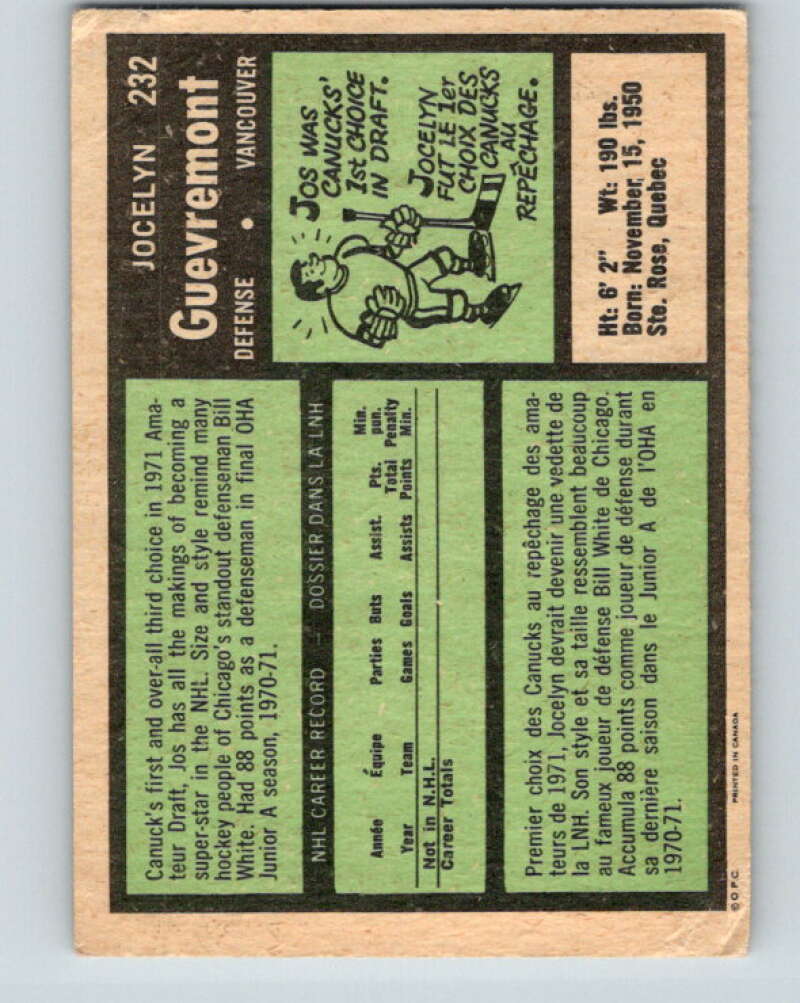 JOCELYN 232
Guevremont
DEFENSE • VANCOUVER
JOS WAS
CANUCKS'
1st CHOICE
IN DRAFT.
JOCELYN
FUT LE 1er
CHOIX DES
CANUCKS
AU
REPÊCHAGE.
Ht: 6' 2" Wt: 190 lbs.
Born: November, 15, 1950
Ste. Rose, Quebec
Canuck's first and over-all third choice in 1971 Ama-
teur Draft, Jos has all the makings of becoming a
super-star in the NHL. Size and style remind many
hockey people of Chicago's standout defenseman Bill
White. Had 88 points as a defenseman in final OHA
Junior A season, 1970-71.
NHL CAREER RECORD — DOSSIER DANS LA LNH
Année Équipe Parties Buts Assist. Pts. Total Min. pun.
Year Team Games Goals Assists Points Penalty Min.
Not in N.H.L.
Career Totals
Premier choix des Canucks au repêchage des ama-
teurs de 1971, Jocelyn devrait devenir une vedette de
la LNH. Son style et sa taille ressemblent beaucoup
au fameux joueur de défense Bill White de Chicago.
Accumula 88 points comme joueur de défense durant
sa dernière saison dans le Junior A de l'OHA en
1970-71.
© O.P.C. PRINTED IN CANADA